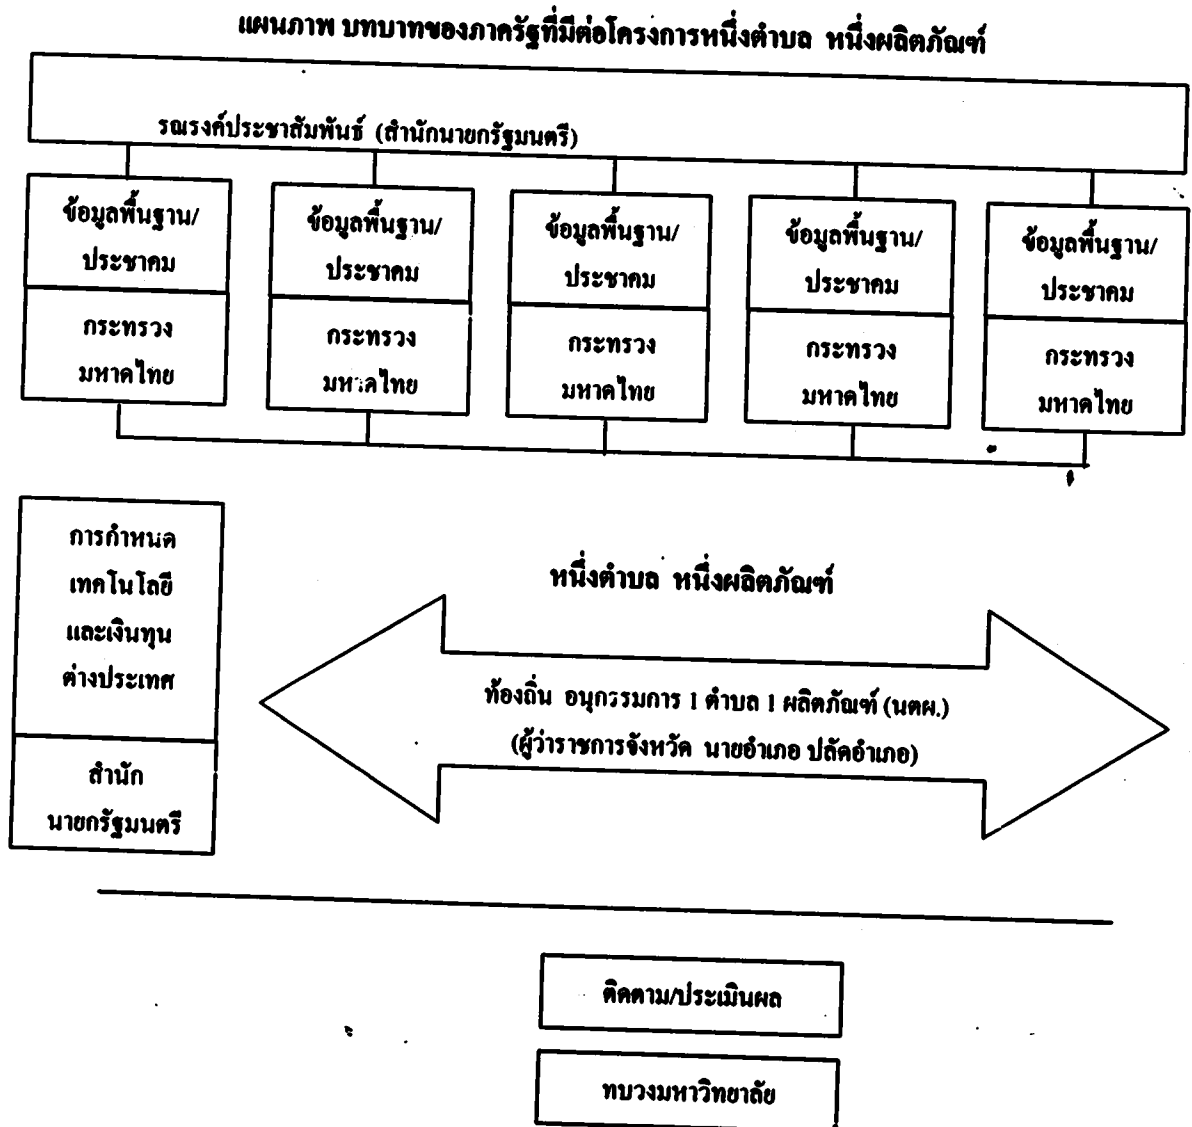 แผนภาพ บทบาทของภาครัฐที่มีต่อโครงการหนึ่งตำบล หนึ่งผลิตภัณฑ์
รณรงค์ประชาสัมพันธ์ (สำนักนายกรัฐมนตรี)
ข้อมูลพื้นฐาน/
ประชาคม
กระทรวง
มหาดไทย
ข้อมูลพื้นฐาน/
ประชาคม
กระทรวง
มหาดไทย
ข้อมูลพื้นฐาน/
ประชาคม
กระทรวง
มหาดไทย
ข้อมูลพื้นฐาน/
ประชาคม
กระทรวง
มหาดไทย
ข้อมูลพื้นฐาน/
ประชาคม
กระทรวง
มหาดไทย
การกำหนด
เทคโนโลยี
และเงินทุน
ต่างประเทศ
สำนัก
นายกรัฐมนตรี
หนึ่งตำบล หนึ่งผลิตภัณฑ์
ท้องถิ่น อนุกรรมการ 1 ตำบล 1 ผลิตภัณฑ์ (นตผ.)
(ผู้ว่าราชการจังหวัด นายอำเภอ ปลัดอำเภอ)
ติดตาม/ประเมินผล
ทบวงมหาวิทยาลัย